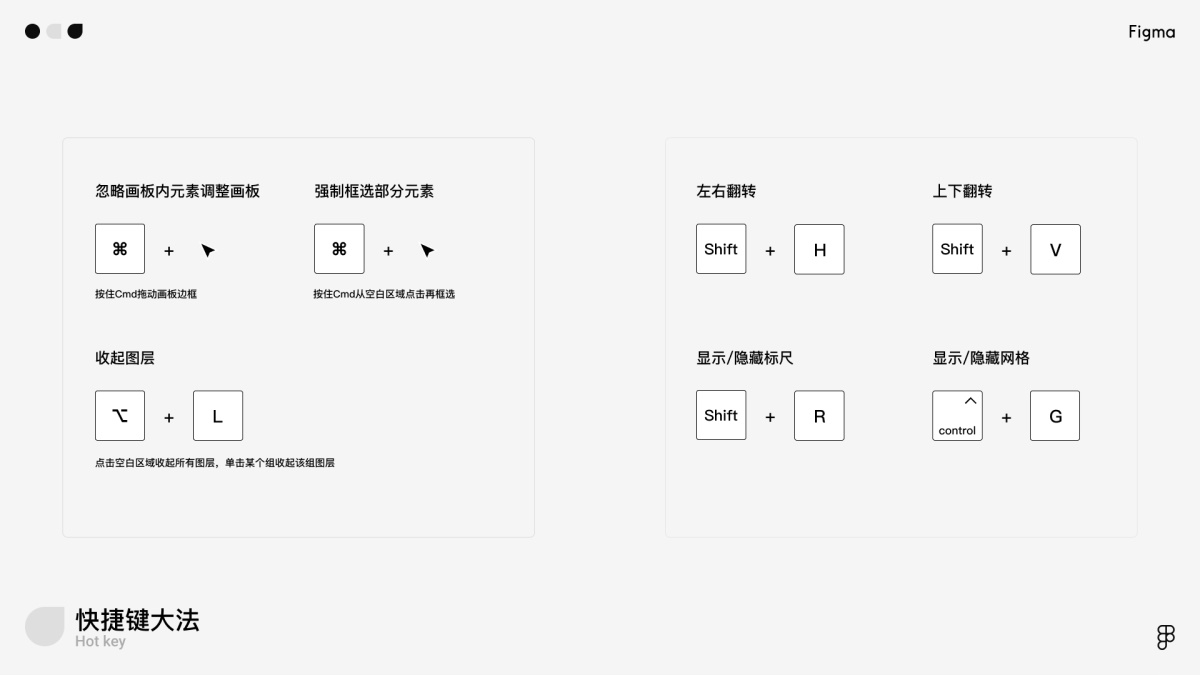 Figma
忽略画板内元素调整画板
⌘ +
按住Cmd拖动画板边框
强制框选部分元素
⌘ +
按住Cmd从空白区域点击再框选
收起图层
⌥ + L
点击空白区域收起所有图层，单击某个组收起该组图层
左右翻转
Shift + H
上下翻转
Shift + V
显示/隐藏标尺
Shift + R
显示/隐藏网格
control + G
快捷键大法
Hot key